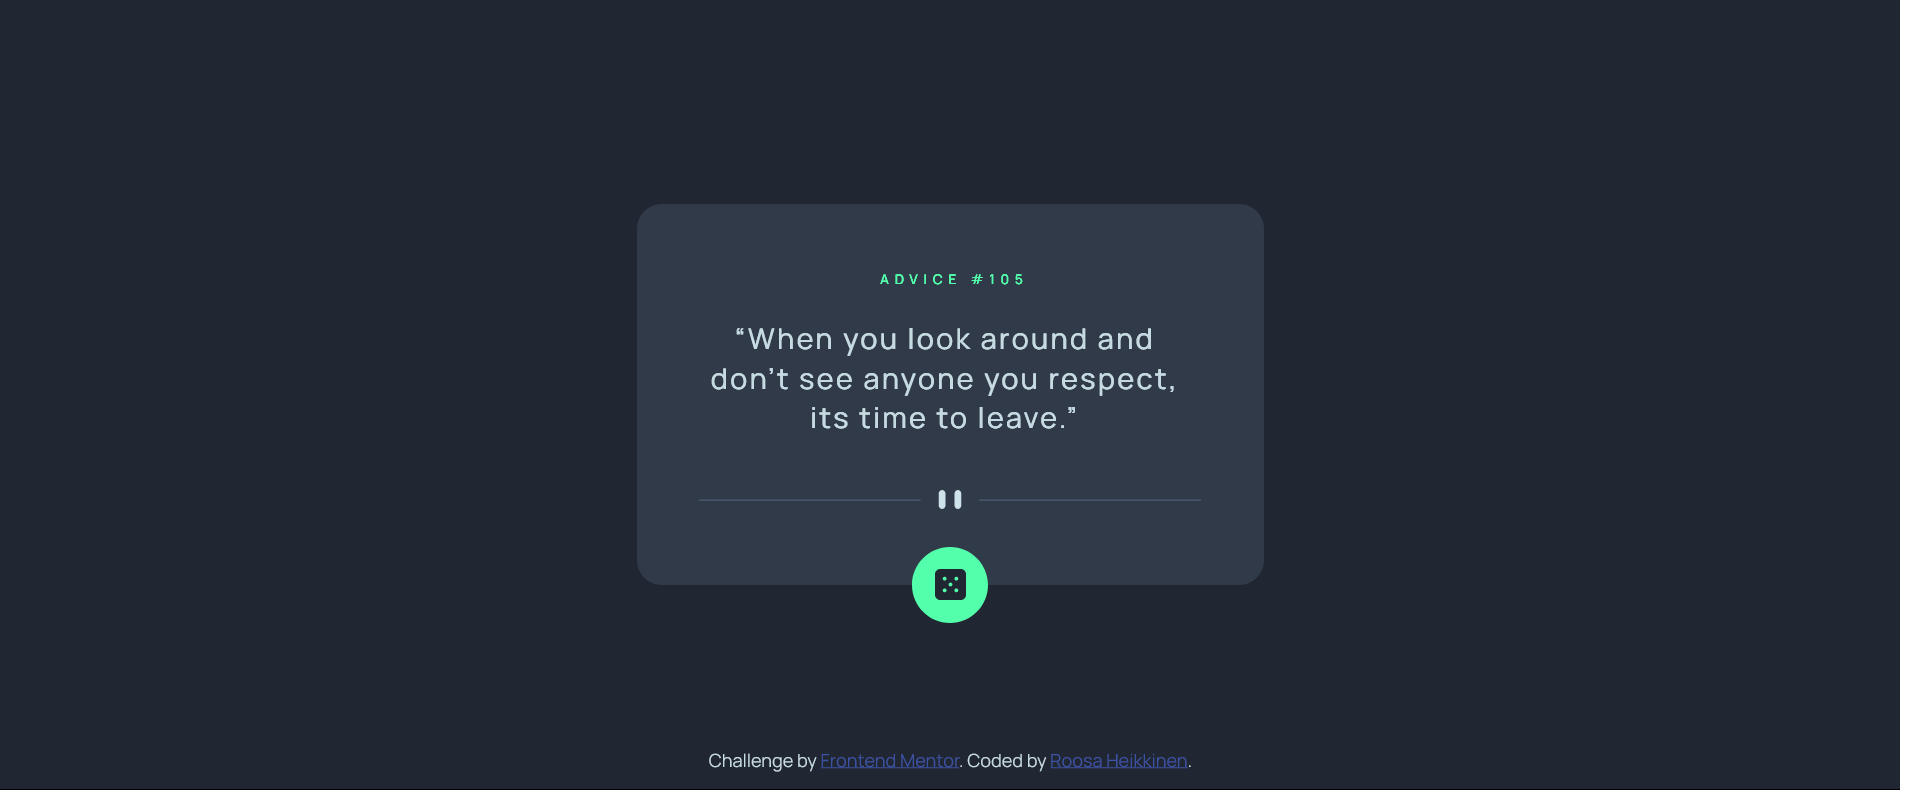 ADVICE #105
“When you look around and
don’t see anyone you respect,
its time to leave.”
Challenge by Frontend Mentor. Coded by Roosa Heikkinen.